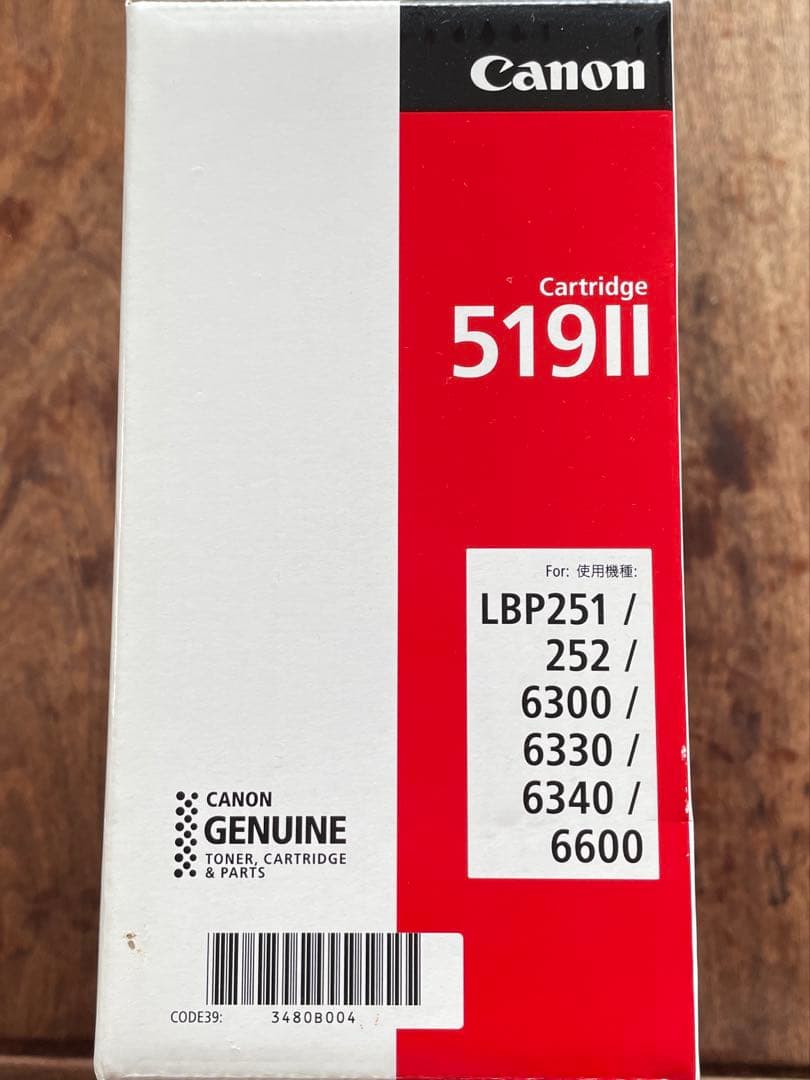 Canon
Cartridge
519II
For: 使用機種:
LBP251 /
252 /
6300 /
6330 /
6340 /
6600
CANON
GENUINE
TONER, CARTRIDGE
& PARTS
CODE39: 3480B004